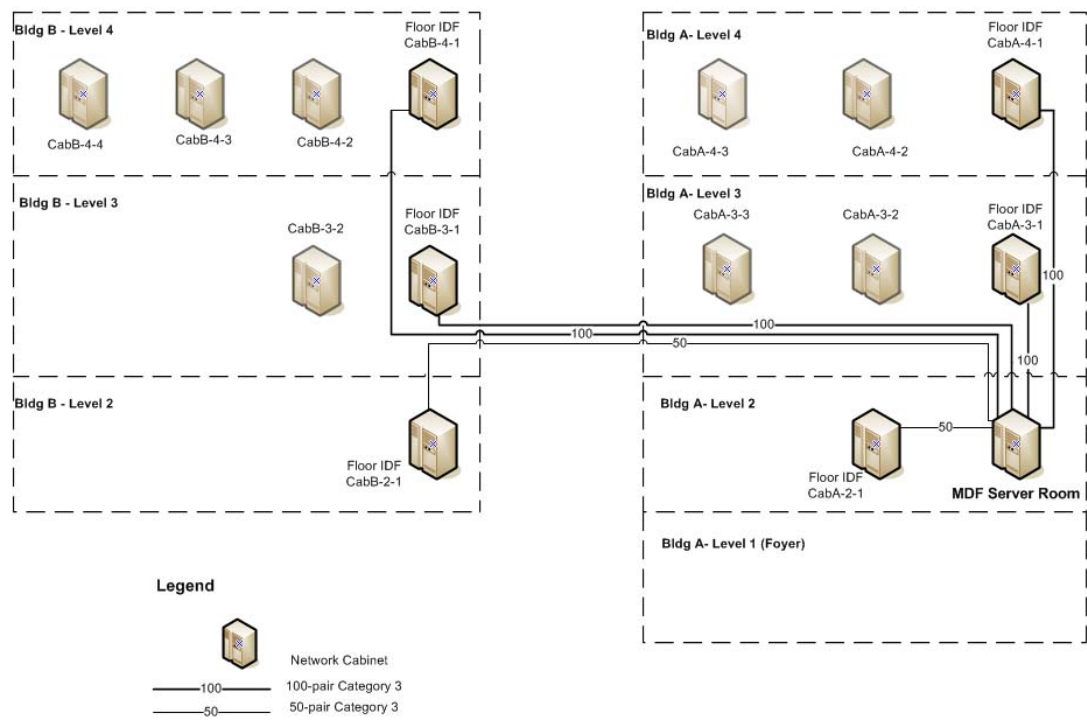 Bldg B - Level 4
Floor IDF
CabB-4-1
CabB-4-4
CabB-4-3
CabB-4-2
Bldg B - Level 3
Floor IDF
CabB-3-1
CabB-3-2
Bldg B - Level 2
Floor IDF
CabB-2-1
Bldg A- Level 4
Floor IDF
CabA-4-1
CabA-4-3
CabA-4-2
Bldg A- Level 3
CabA-3-3
CabA-3-2
Floor IDF
CabA-3-1
100
100
100
50
100
Bldg A- Level 2
50
Floor IDF
CabA-2-1
MDF Server Room
Bldg A- Level 1 (Foyer)
Legend
Network Cabinet
100
100-pair Category 3
50
50-pair Category 3